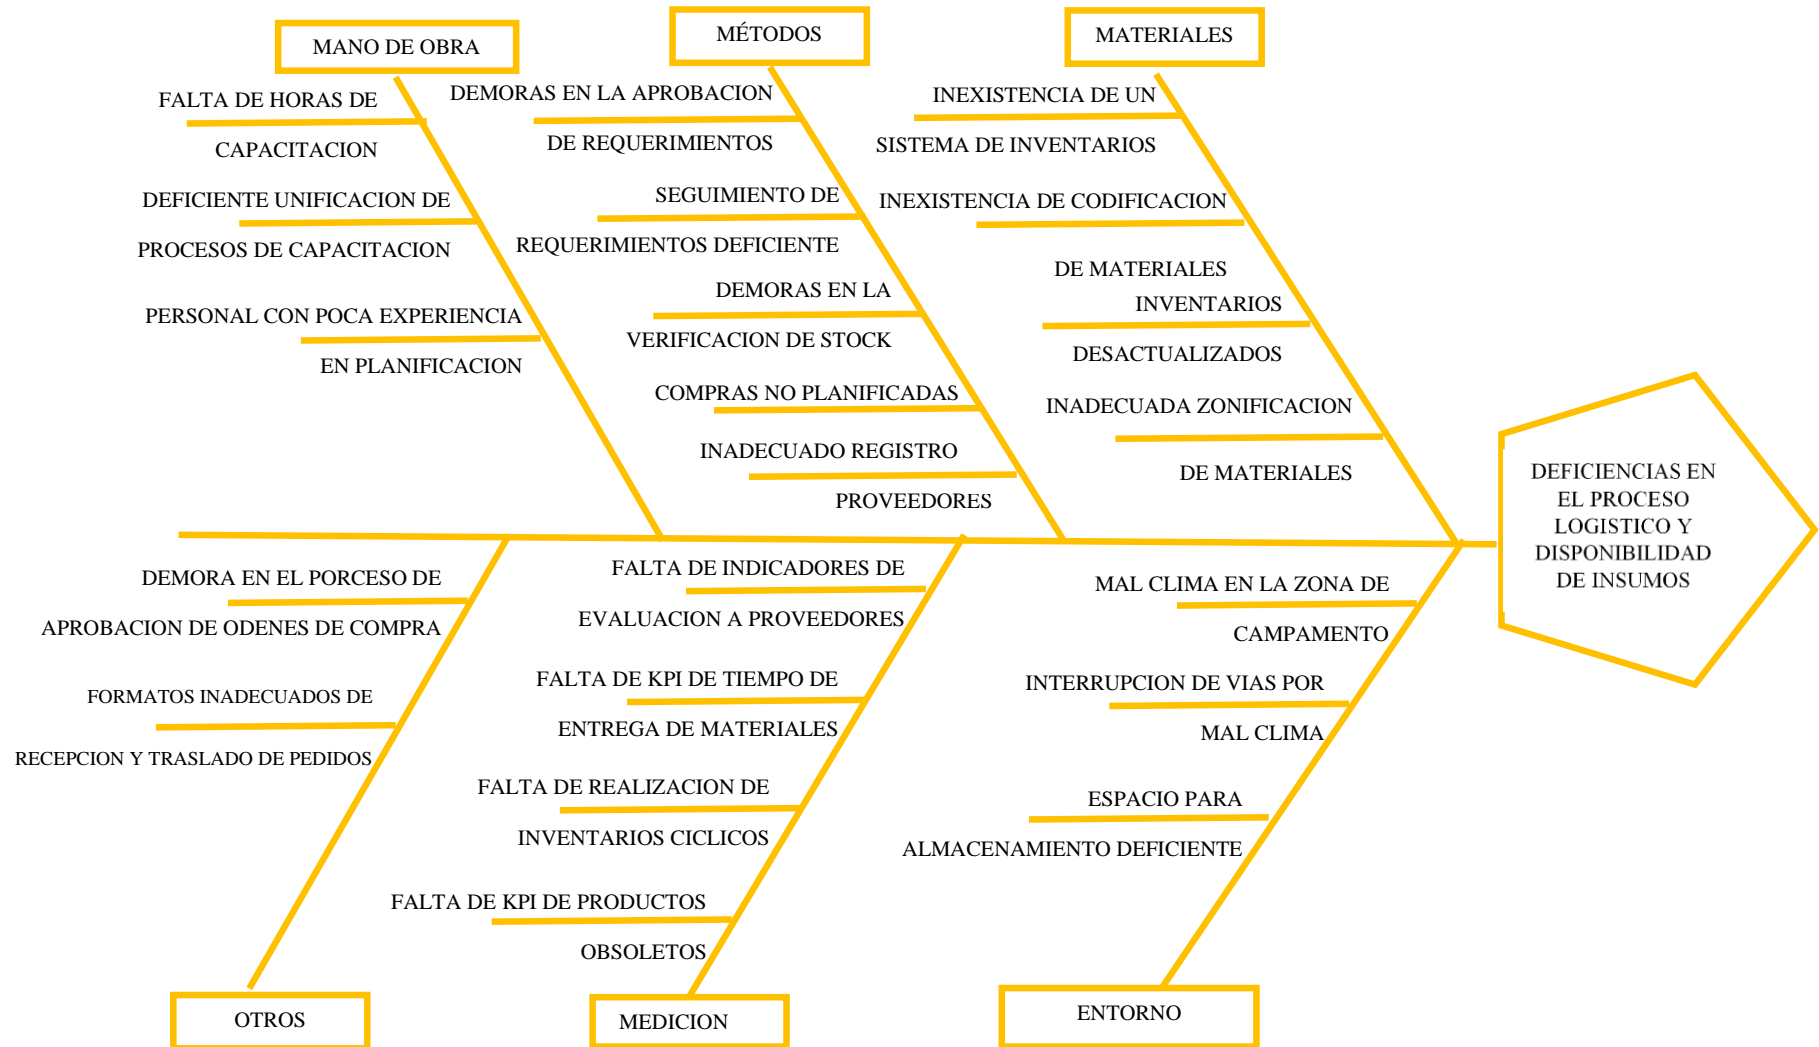 MANO DE OBRA
FALTA DE HORAS DE
CAPACITACION
DEFICIENTE UNIFICACION DE
PROCESOS DE CAPACITACION
PERSONAL CON POCA EXPERIENCIA
EN PLANIFICACION
MÉTODOS
DEMORAS EN LA APROBACION
DE REQUERIMIENTOS
SEGUIMIENTO DE
REQUERIMIENTOS DEFICIENTE
DEMORAS EN LA
VERIFICACION DE STOCK
COMPRAS NO PLANIFICADAS
INADECUADO REGISTRO
PROVEEDORES
MATERIALES
INEXISTENCIA DE UN
SISTEMA DE INVENTARIOS
INEXISTENCIA DE CODIFICACION
DE MATERIALES
INVENTARIOS
DESACTUALIZADOS
INADECUADA ZONIFICACION
DE MATERIALES
DEFICIENCIAS EN
EL PROCESO
LOGISTICO Y
DISPONIBILIDAD
DE INSUMOS
DEMORA EN EL PORCESO DE
APROBACION DE ODENES DE COMPRA
FORMATOS INADECUADOS DE
RECEPCION Y TRASLADO DE PEDIDOS
OTROS
FALTA DE INDICADORES DE
EVALUACION A PROVEEDORES
FALTA DE KPI DE TIEMPO DE
ENTREGA DE MATERIALES
FALTA DE REALIZACION DE
INVENTARIOS CICLICOS
FALTA DE KPI DE PRODUCTOS
OBSOLETOS
MEDICION
MAL CLIMA EN LA ZONA DE
CAMPAMENTO
INTERRUPCION DE VIAS POR
MAL CLIMA
ESPACIO PARA
ALMACENAMIENTO DEFICIENTE
ENTORNO